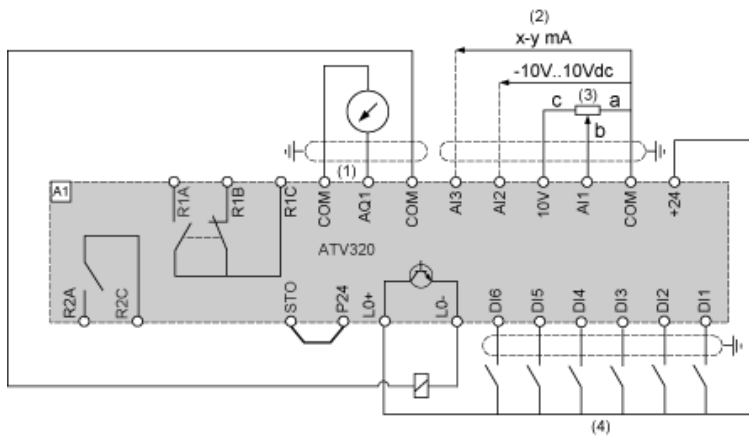 (2)
x-y mA
-10V..10Vdc
c (3) a
b
(1)
A1
R1A R1B R1C COM AQ1 COM AI3 AI2 10V AI1 COM +24
ATV320
R2A R2C STO P24 L0+ L0- DI6 DI5 DI4 DI3 DI2 DI1
(4)